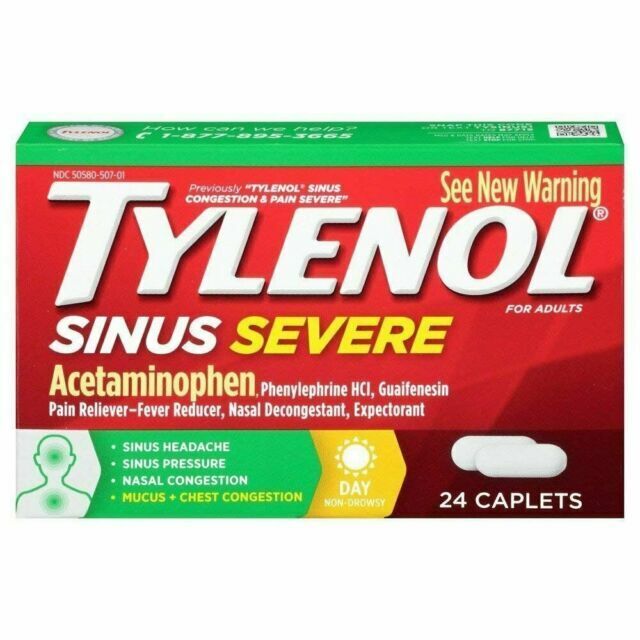 TYLENOL
How can we help?
1-877-895-3665
NDC 50580-507-01
Previously "TYLENOL® SINUS
CONGESTION & PAIN SEVERE"
See New Warning
TYLENOL®
FOR ADULTS
SINUS SEVERE
Acetaminophen, Phenylephrine HCl, Guaifenesin
Pain Reliever–Fever Reducer, Nasal Decongestant, Expectorant
• SINUS HEADACHE
• SINUS PRESSURE
• NASAL CONGESTION
• MUCUS + CHEST CONGESTION
DAY
NON-DROWSY
24 CAPLETS